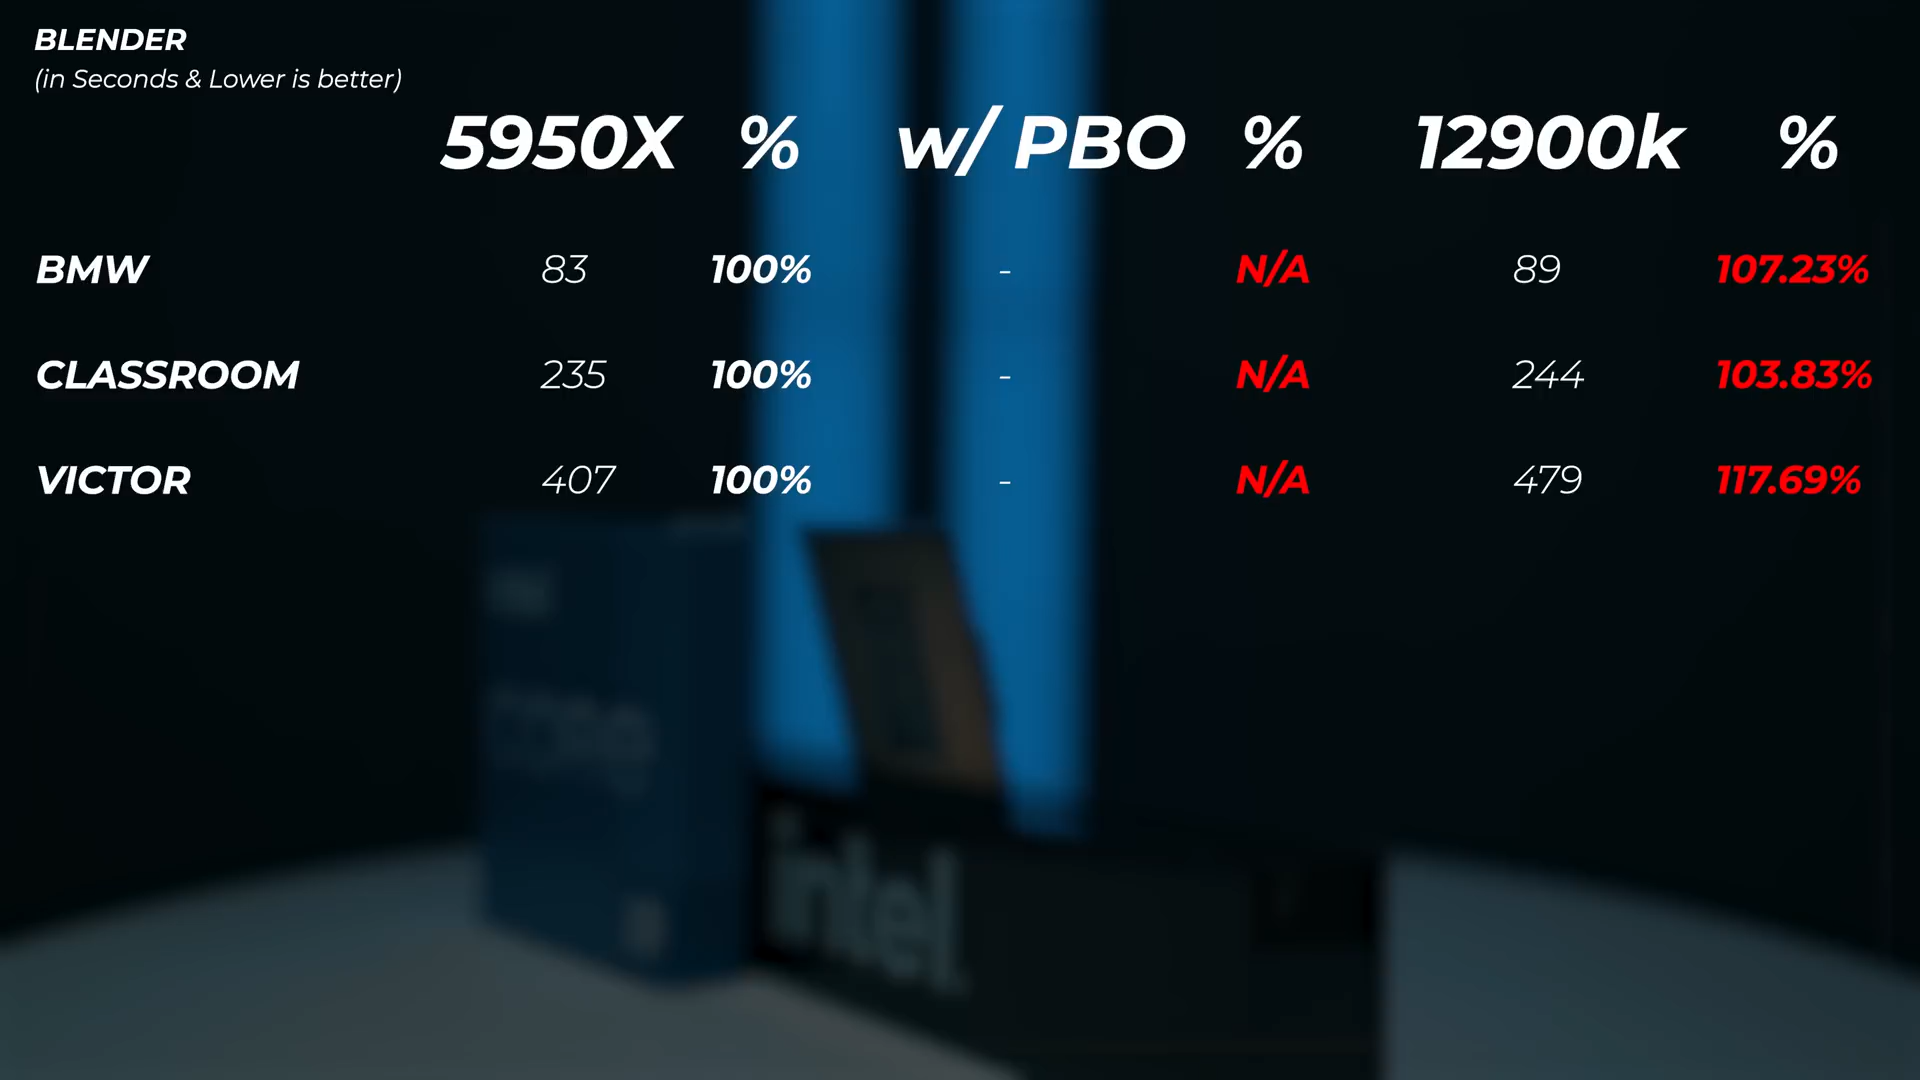 BLENDER
(in Seconds & Lower is better)
5950X % w/ PBO % 12900k %
BMW 83 100% - N/A 89 107.23%
CLASSROOM 235 100% - N/A 244 103.83%
VICTOR 407 100% - N/A 479 117.69%
intel